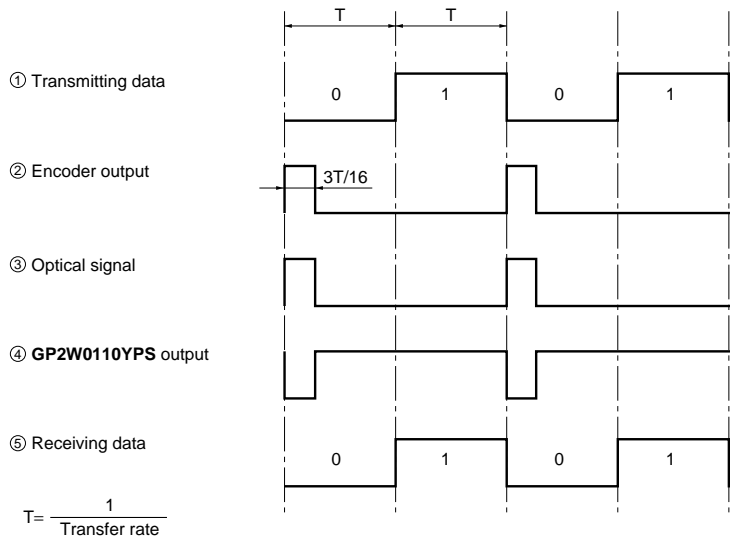 T T
① Transmitting data
0 1 0 1
② Encoder output
3T/16
③ Optical signal
④ GP2W0110YPS output
⑤ Receiving data
0 1 0 1
T= 1
Transfer rate